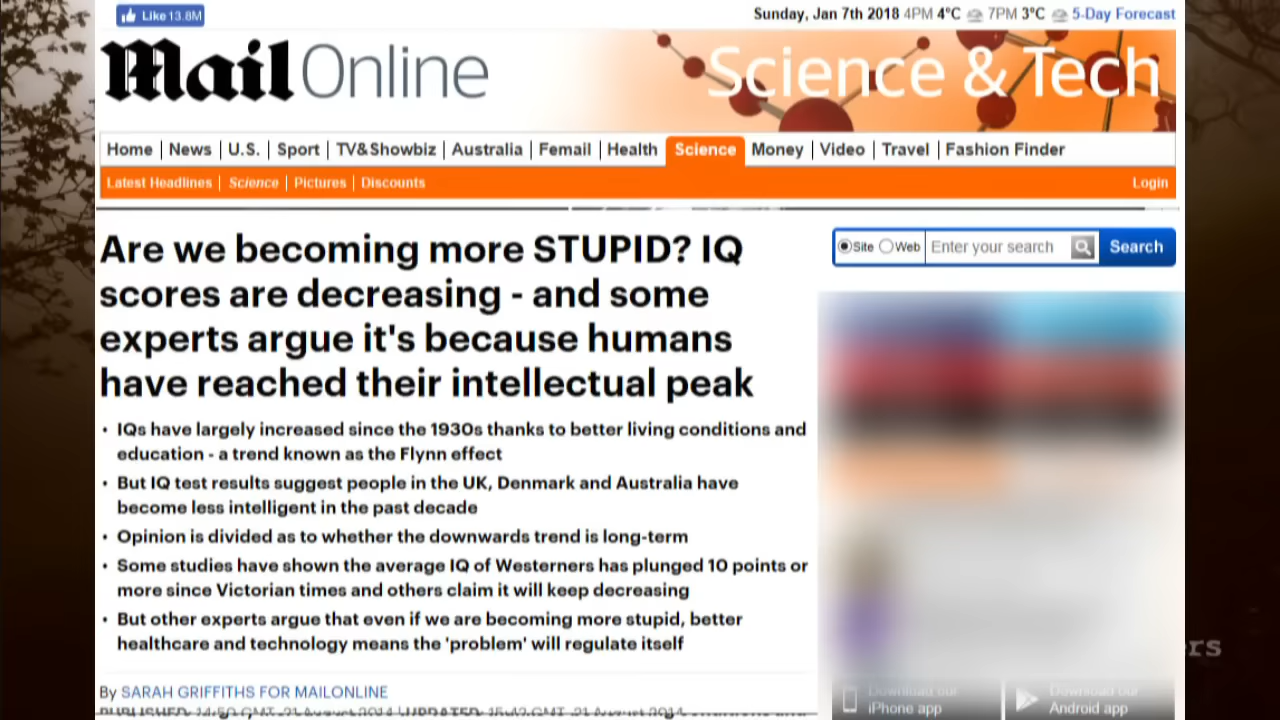 Like 13.8M
Sunday, Jan 7th 2018 4PM 4°C 7PM 3°C 5-Day Forecast
Mail Online
Science & Tech
Home News U.S. Sport TV&Showbiz Australia Femail Health Science Money Video Travel Fashion Finder
Latest Headlines Science Pictures Discounts Login
Are we becoming more STUPID? IQ
scores are decreasing - and some
experts argue it's because humans
have reached their intellectual peak
Site Web Enter your search Search
• IQs have largely increased since the 1930s thanks to better living conditions and
education - a trend known as the Flynn effect
• But IQ test results suggest people in the UK, Denmark and Australia have
become less intelligent in the past decade
• Opinion is divided as to whether the downwards trend is long-term
• Some studies have shown the average IQ of Westerners has plunged 10 points or
more since Victorian times and others claim it will keep decreasing
• But other experts argue that even if we are becoming more stupid, better
healthcare and technology means the 'problem' will regulate itself
By SARAH GRIFFITHS FOR MAILONLINE
Download our
iPhone app
Download our
Android app